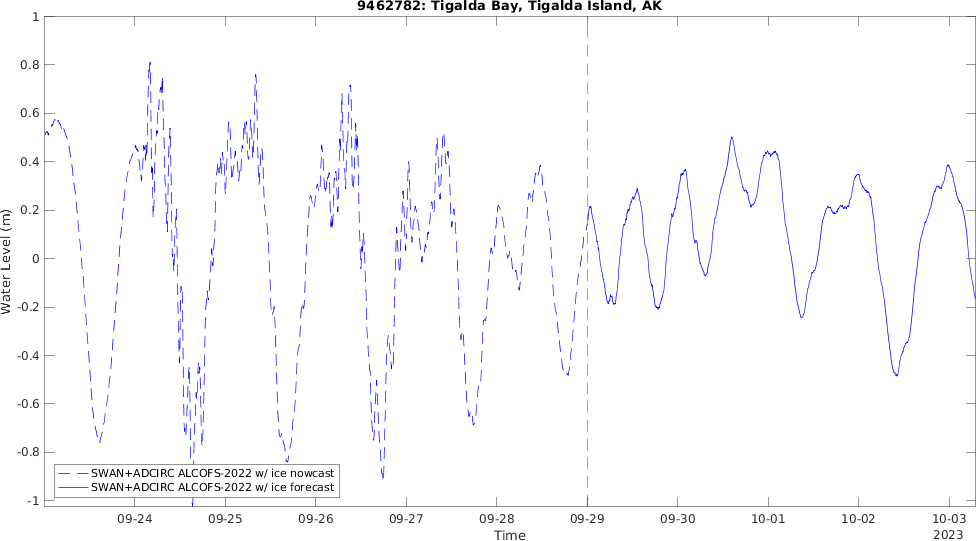 9462782: Tigalda Bay, Tigalda Island, AK
1
0.8
0.6
0.4
0.2
0
-0.2
-0.4
-0.6
-0.8
-1
Water Level (m)
SWAN+ADCIRC ALCOFS-2022 w/ ice nowcast
SWAN+ADCIRC ALCOFS-2022 w/ ice forecast
09-24 09-25 09-26 09-27 09-28 09-29 09-30 10-01 10-02 10-03
Time 2023